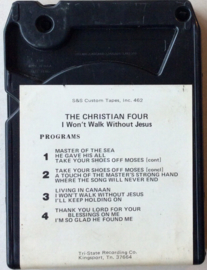 S&G Custom Tapes, Inc. 462
THE CHRISTIAN FOUR
I Won't Walk Without Jesus
PROGRAMS
1 MASTER OF THE SEA
HE GAVE HIS ALL
TAKE YOUR SHOES OFF MOSES (cont)
2 TAKE YOUR SHOES OFF MOSES (concl)
A TOUCH OF THE MASTER'S STRONG HAND
WHERE THE SONG WILL NEVER END
3 LIVING IN CANAAN
I WON'T WALK WITHOUT JESUS
I'LL KEEP HOLDING ON
4 THANK YOU LORD FOR YOUR
BLESSINGS ON ME
I'M SO GLAD HE FOUND ME
Tri-State Recording Co.
Kingsport, Tn. 37664